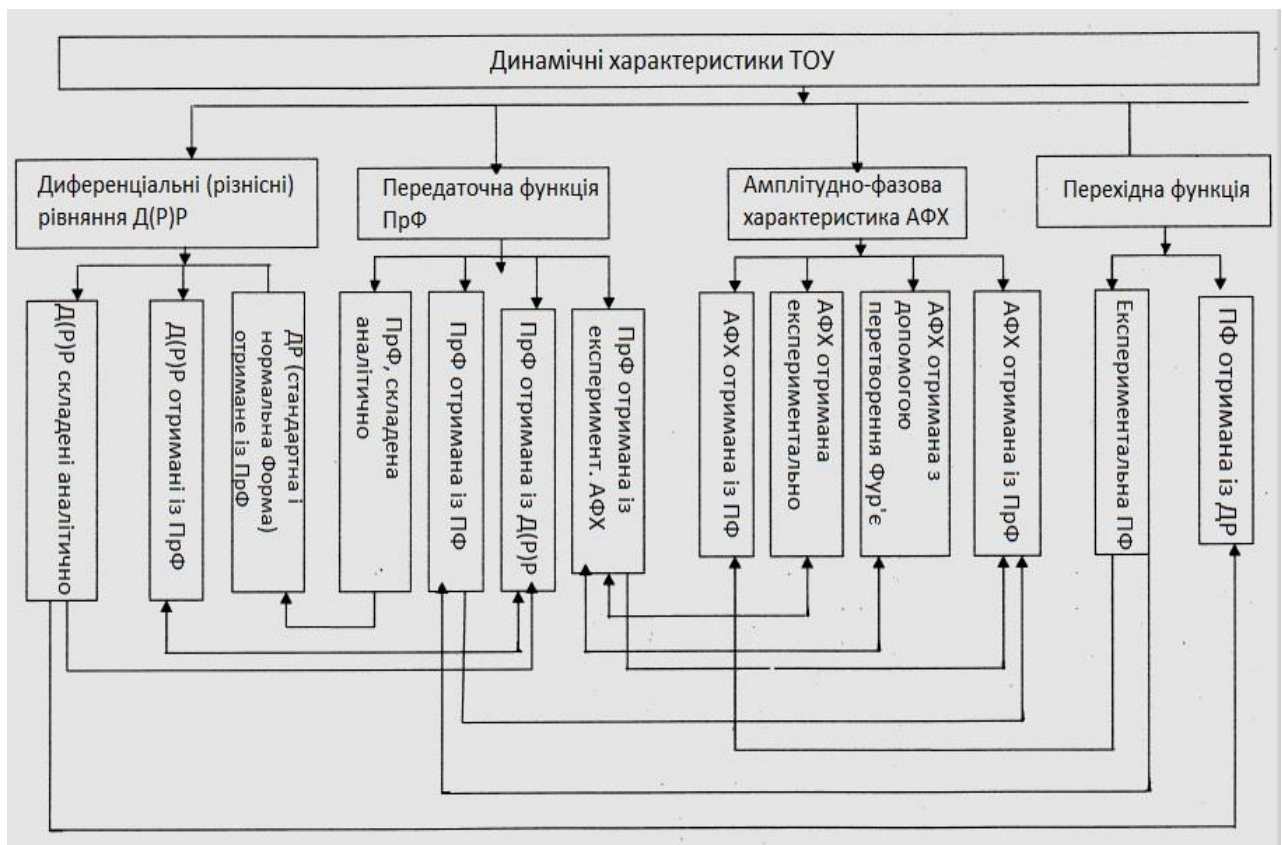 Динамічні характеристики ТОУ
Диференціальні (різнісні)
рівняння Д(Р)Р
Передаточна функція
ПрФ
Амплітудно-фазова
характеристика АФХ
Перехідна функція
Д(Р)Р складені аналітично
Д(Р)Р отримані із ПрФ
ДР (стандартна і
нормальна Форма)
отримане із ПрФ
ПрФ, складена
аналітично
ПрФ отримана із ПФ
ПрФ отримана із Д(Р)Р
ПрФ отримана із
експеримент. АФХ
АФХ отримана із ПФ
АФХ отримана
експериментально
АФХ отримана з
допомогою
перетворення Фур'є
АФХ отримана із ПрФ
Експериментальна ПФ
ПФ отримана із ДР